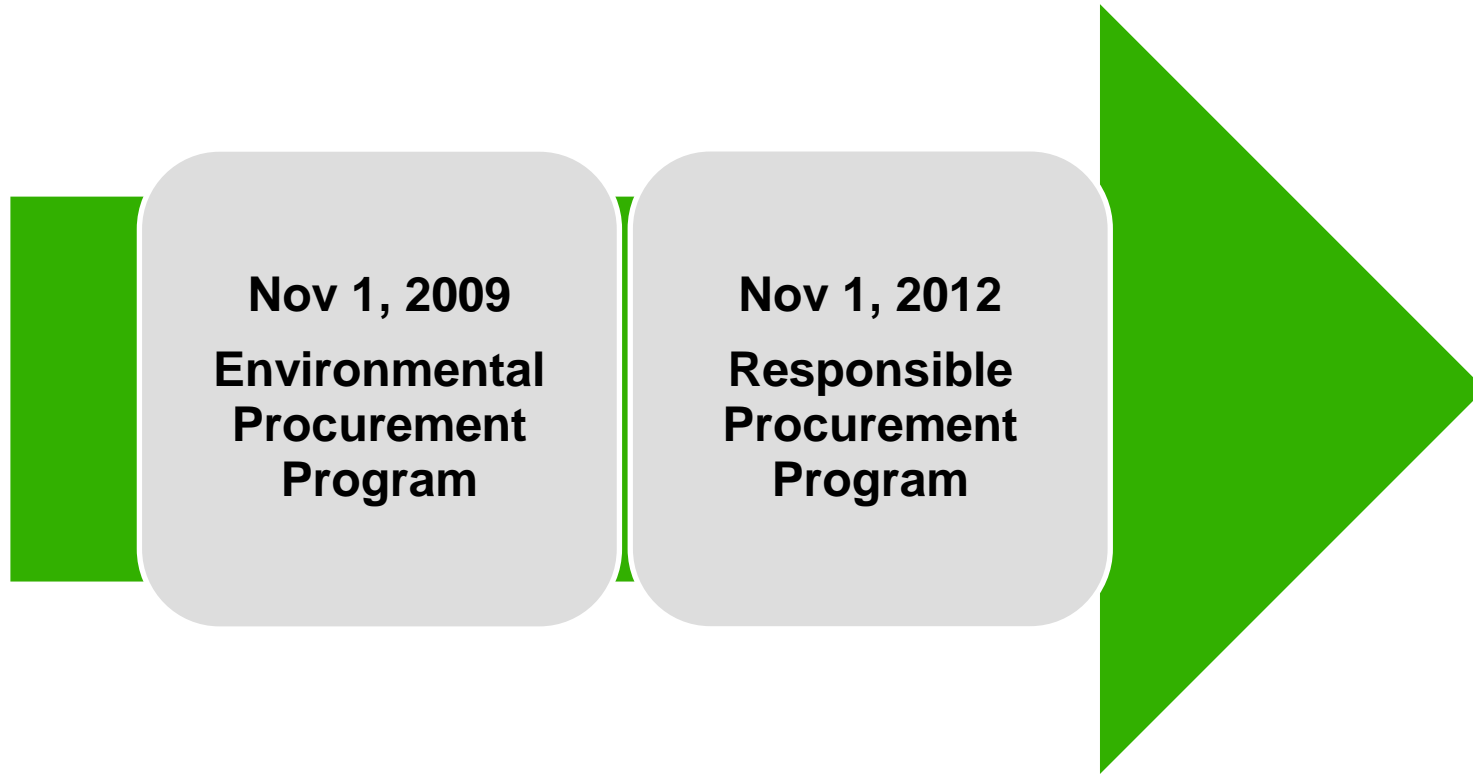 Nov 1, 2009
Environmental
Procurement
Program
Nov 1, 2012
Responsible
Procurement
Program